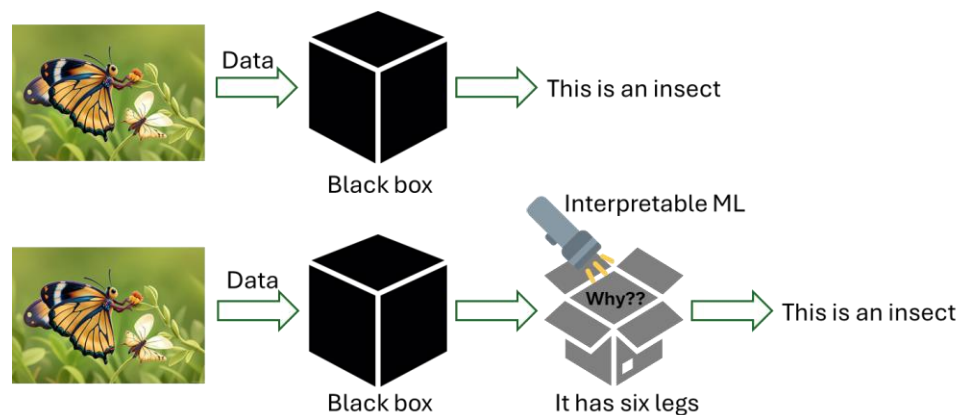 Data
This is an insect
Black box
Interpretable ML
Data
Why??
This is an insect
Black box
It has six legs